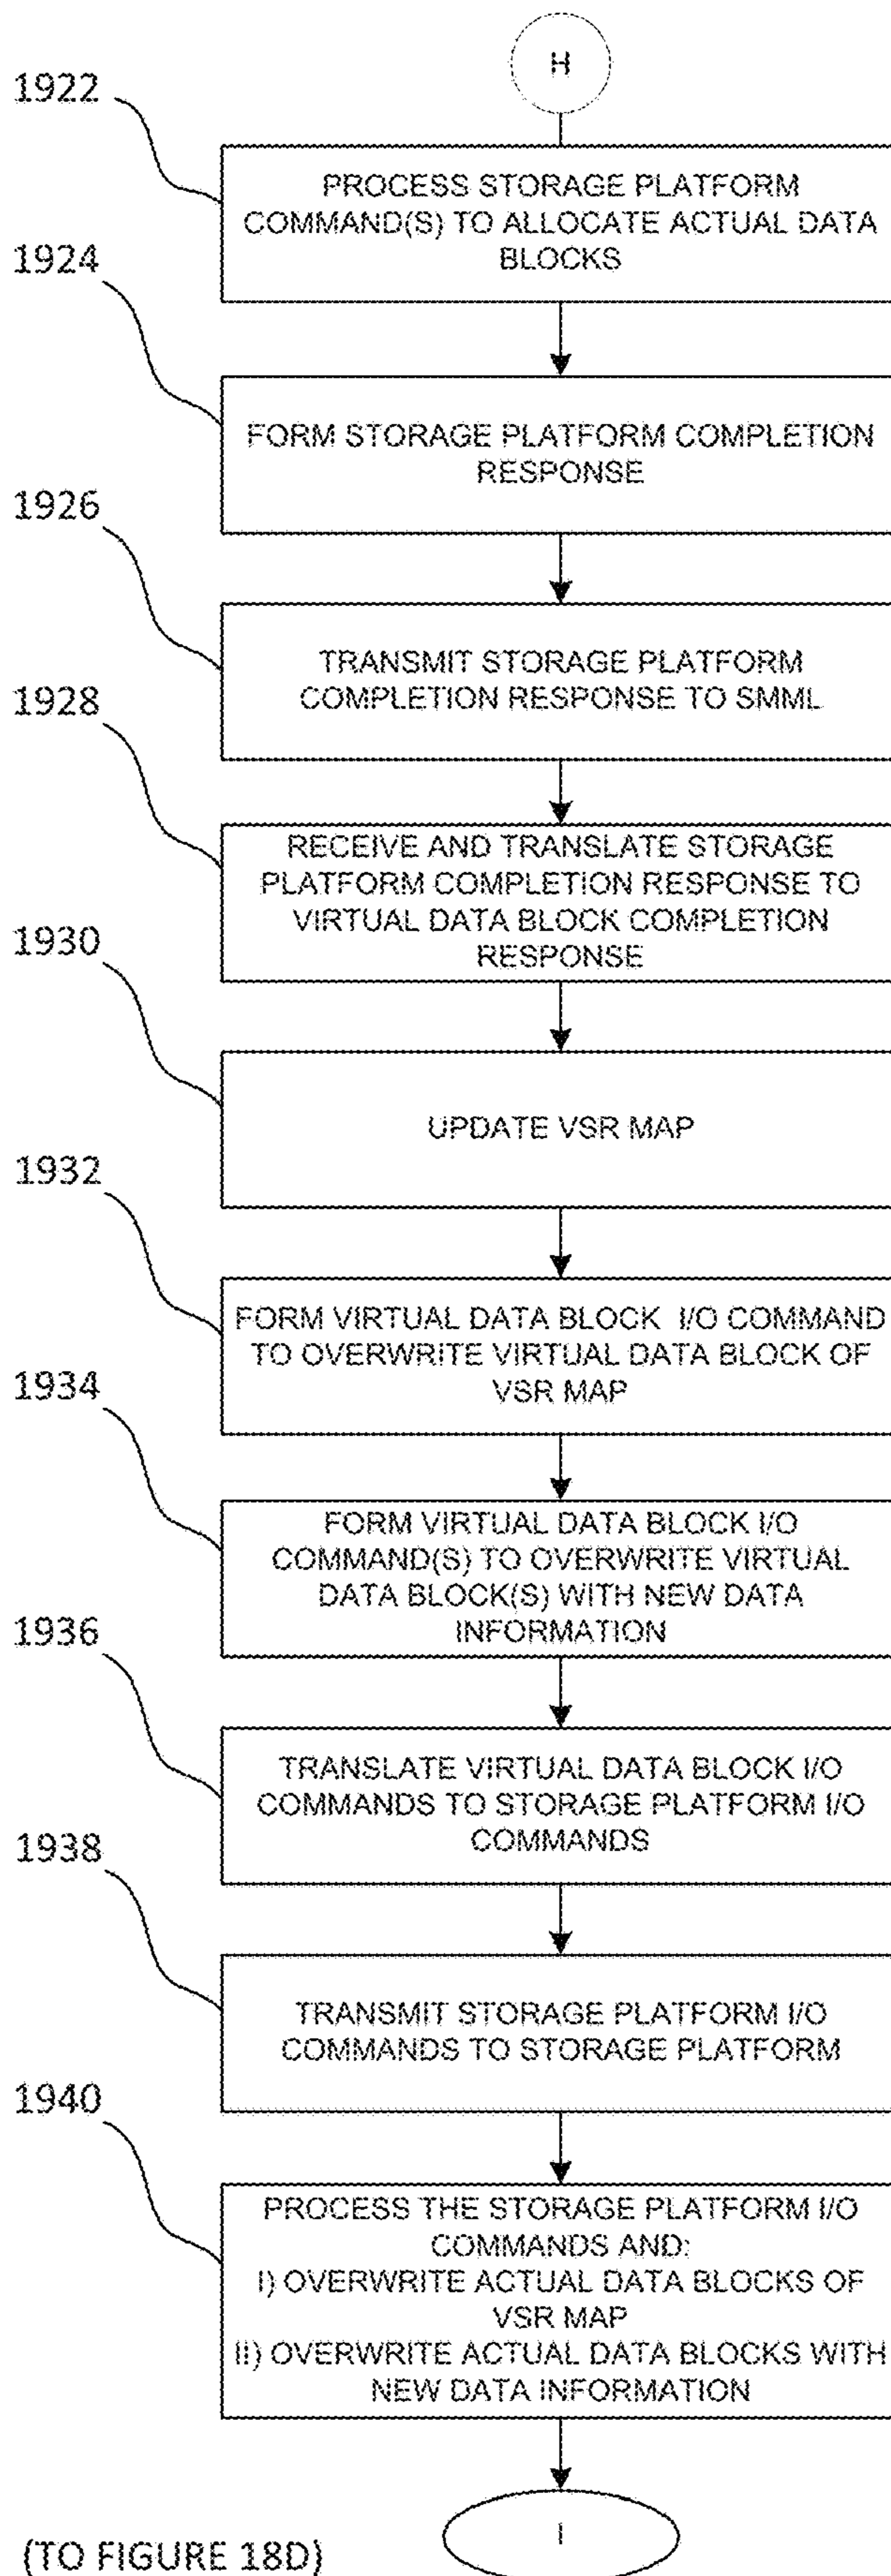 H
1922
PROCESS STORAGE PLATFORM
COMMAND(S) TO ALLOCATE ACTUAL DATA
BLOCKS
1924
FORM STORAGE PLATFORM COMPLETION
RESPONSE
1926
TRANSMIT STORAGE PLATFORM
COMPLETION RESPONSE TO SMML
1928
RECEIVE AND TRANSLATE STORAGE
PLATFORM COMPLETION RESPONSE TO
VIRTUAL DATA BLOCK COMPLETION
RESPONSE
1930
UPDATE VSR MAP
1932
FORM VIRTUAL DATA BLOCK I/O COMMAND
TO OVERWRITE VIRTUAL DATA BLOCK OF
VSR MAP
1934
FORM VIRTUAL DATA BLOCK I/O
COMMAND(S) TO OVERWRITE VIRTUAL
DATA BLOCK(S) WITH NEW DATA
INFORMATION
1936
TRANSLATE VIRTUAL DATA BLOCK I/O
COMMANDS TO STORAGE PLATFORM I/O
COMMANDS
1938
TRANSMIT STORAGE PLATFORM I/O
COMMANDS TO STORAGE PLATFORM
1940
PROCESS THE STORAGE PLATFORM I/O
COMMANDS AND:
I) OVERWRITE ACTUAL DATA BLOCKS OF
VSR MAP
II) OVERWRITE ACTUAL DATA BLOCKS WITH
NEW DATA INFORMATION
I
(TO FIGURE 18D)